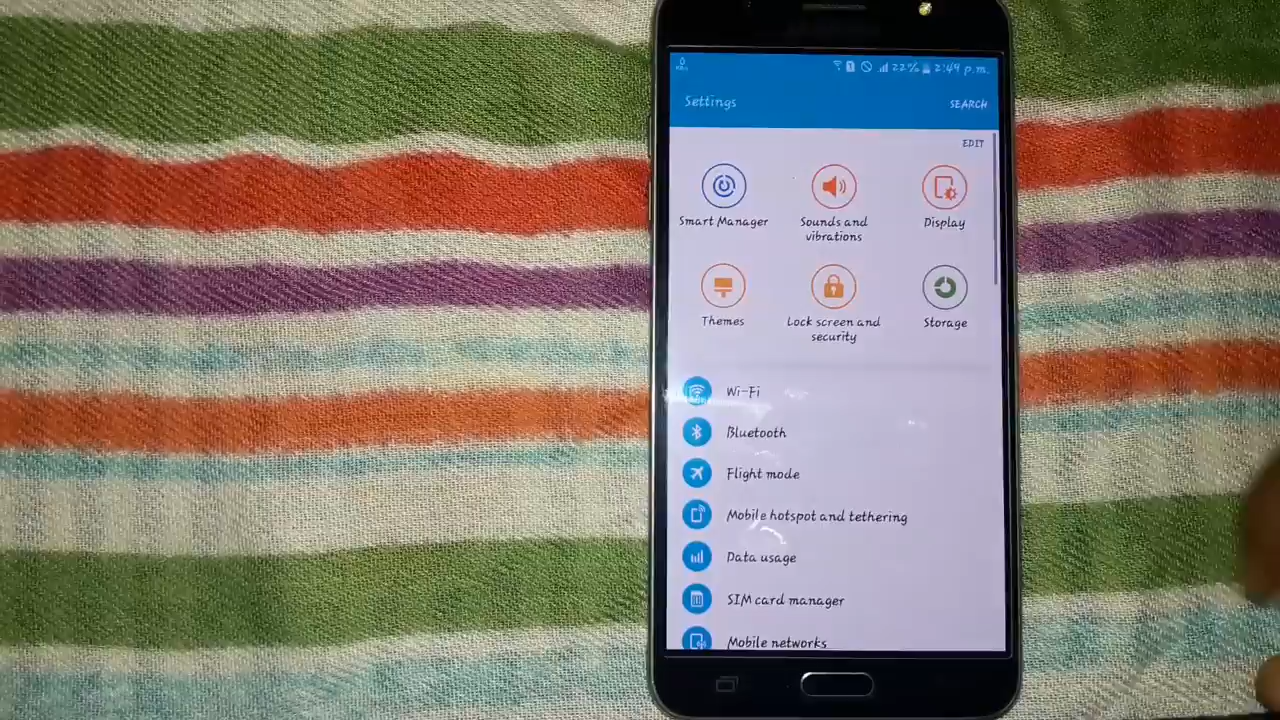 22% 2:49 p.m.
Settings
SEARCH
EDIT
Smart Manager
Sounds and
vibrations
Display
Themes
Lock screen and
security
Storage
Wi-Fi
Bluetooth
Flight mode
Mobile hotspot and tethering
Data usage
SIM card manager
Mobile networks